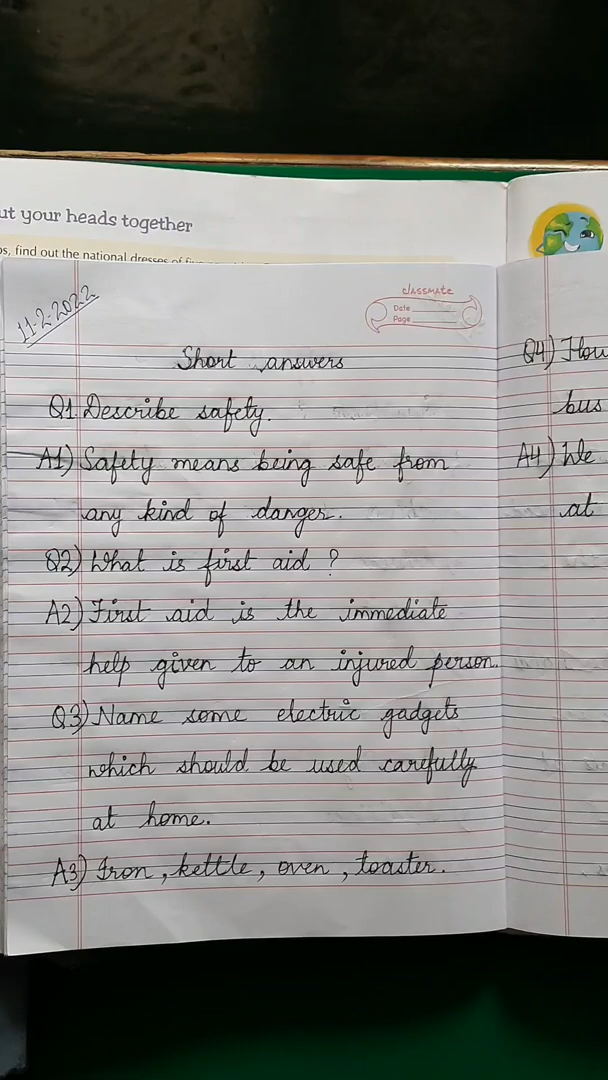 ut your heads together
os, find out the national dresses of
11-2-2022
classmate
Date
Page
Short answers
Q1 Describe safety.
A1) Safety means being safe from
any kind of danger.
Q2) What is first aid ?
A2) First aid is the immediate
help given to an injured person.
Q3) Name some electric gadgets
which should be used carefully
at home.
A3) Iron, kettle, oven, toaster.
Q4) How
bus
A4) We
at